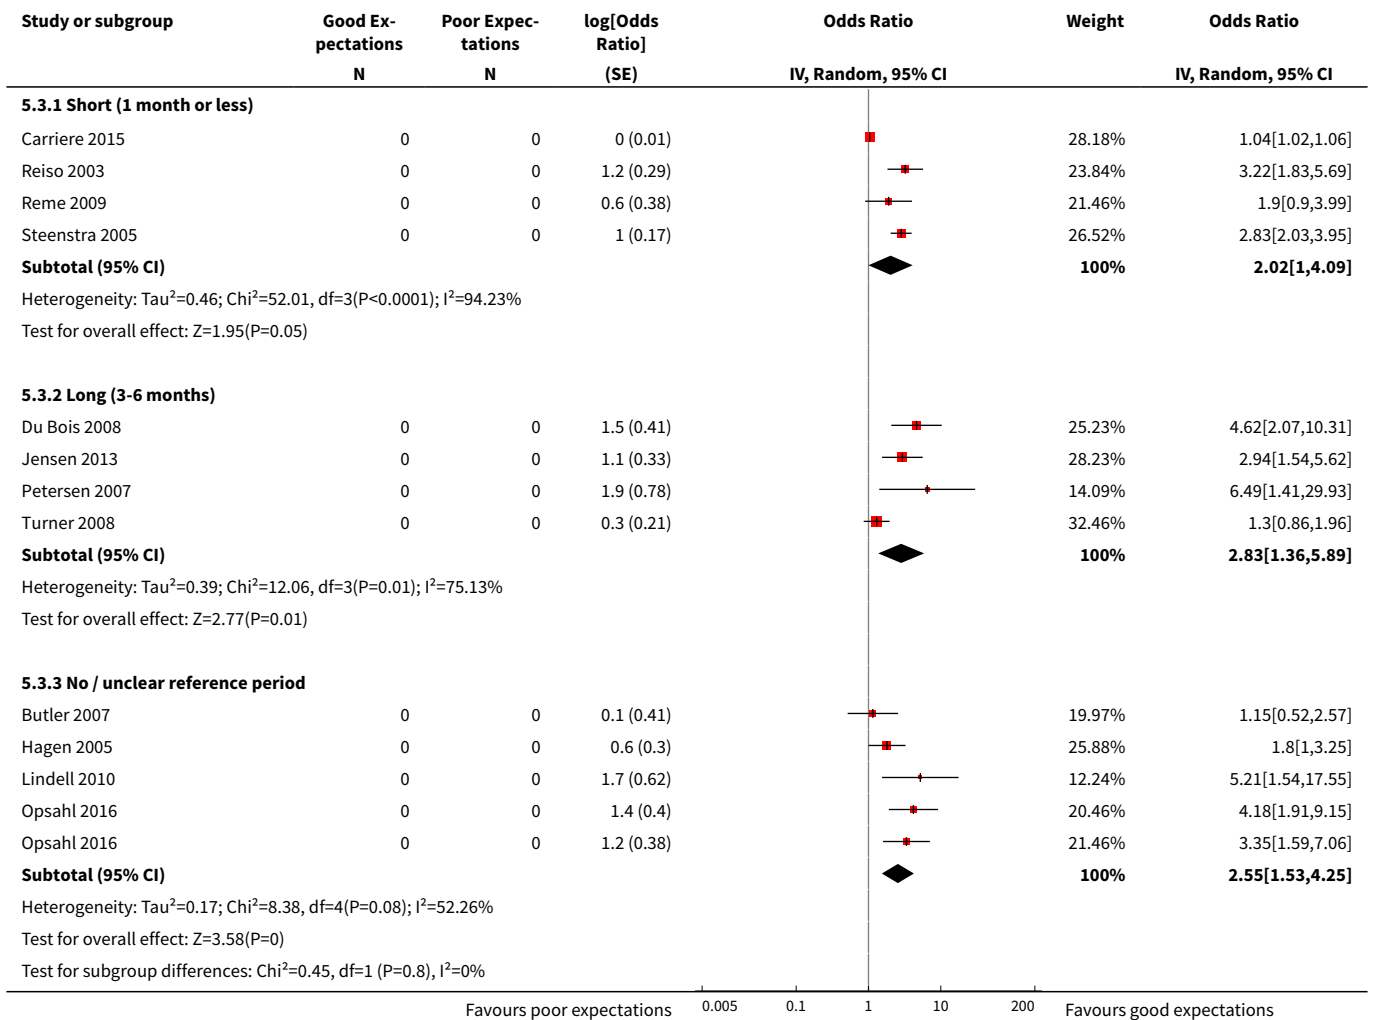 Study or subgroup Good Ex- Poor Expec- log[Odds Odds Ratio Weight Odds Ratio
pectations tations Ratio]
N N (SE) IV, Random, 95% CI IV, Random, 95% CI
5.3.1 Short (1 month or less)
Carriere 2015 0 0 0 (0.01) 28.18% 1.04[1.02,1.06]
Reiso 2003 0 0 1.2 (0.29) 23.84% 3.22[1.83,5.69]
Reme 2009 0 0 0.6 (0.38) 21.46% 1.9[0.9,3.99]
Steenstra 2005 0 0 1 (0.17) 26.52% 2.83[2.03,3.95]
Subtotal (95% CI) 100% 2.02[1,4.09]
Heterogeneity: Tau²=0.46; Chi²=52.01, df=3(P<0.0001); I²=94.23%
Test for overall effect: Z=1.95(P=0.05)
5.3.2 Long (3-6 months)
Du Bois 2008 0 0 1.5 (0.41) 25.23% 4.62[2.07,10.31]
Jensen 2013 0 0 1.1 (0.33) 28.23% 2.94[1.54,5.62]
Petersen 2007 0 0 1.9 (0.78) 14.09% 6.49[1.41,29.93]
Turner 2008 0 0 0.3 (0.21) 32.46% 1.3[0.86,1.96]
Subtotal (95% CI) 100% 2.83[1.36,5.89]
Heterogeneity: Tau²=0.39; Chi²=12.06, df=3(P=0.01); I²=75.13%
Test for overall effect: Z=2.77(P=0.01)
5.3.3 No / unclear reference period
Butler 2007 0 0 0.1 (0.41) 19.97% 1.15[0.52,2.57]
Hagen 2005 0 0 0.6 (0.3) 25.88% 1.8[1,3.25]
Lindell 2010 0 0 1.7 (0.62) 12.24% 5.21[1.54,17.55]
Opsahl 2016 0 0 1.4 (0.4) 20.46% 4.18[1.91,9.15]
Opsahl 2016 0 0 1.2 (0.38) 21.46% 3.35[1.59,7.06]
Subtotal (95% CI) 100% 2.55[1.53,4.25]
Heterogeneity: Tau²=0.17; Chi²=8.38, df=4(P=0.08); I²=52.26%
Test for overall effect: Z=3.58(P=0)
Test for subgroup differences: Chi²=0.45, df=1 (P=0.8), I²=0%
Favours poor expectations 0.005 0.1 1 10 200 Favours good expectations